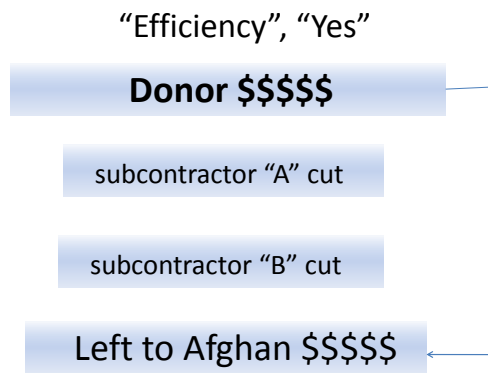 “Efficiency”, “Yes”
Donor $$$$$
subcontractor “A” cut
subcontractor “B” cut
Left to Afghan $$$$$